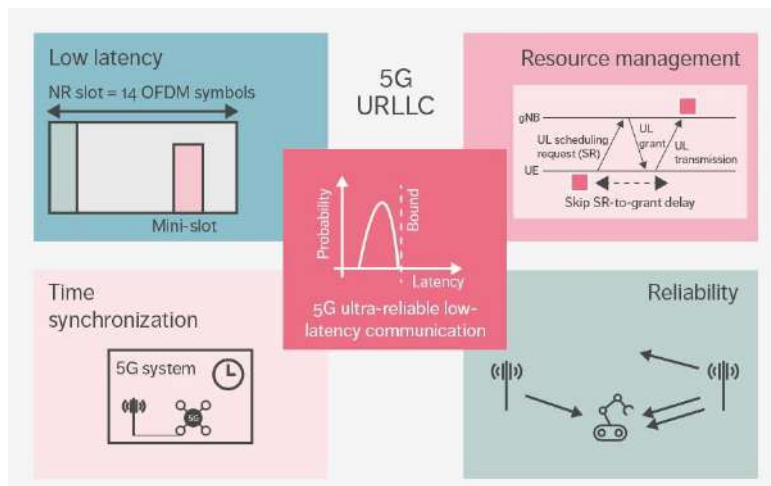 Low latency
NR slot = 14 OFDM symbols
Mini-slot
5G
URLLC
Resource management
gNB
UL scheduling
request (SR)
UL
grant
UL
transmission
UE
Skip SR-to-grant delay
Probability
Bound
Latency
5G ultra-reliable low-
latency communication
Time
synchronization
5G system
5G
Reliability